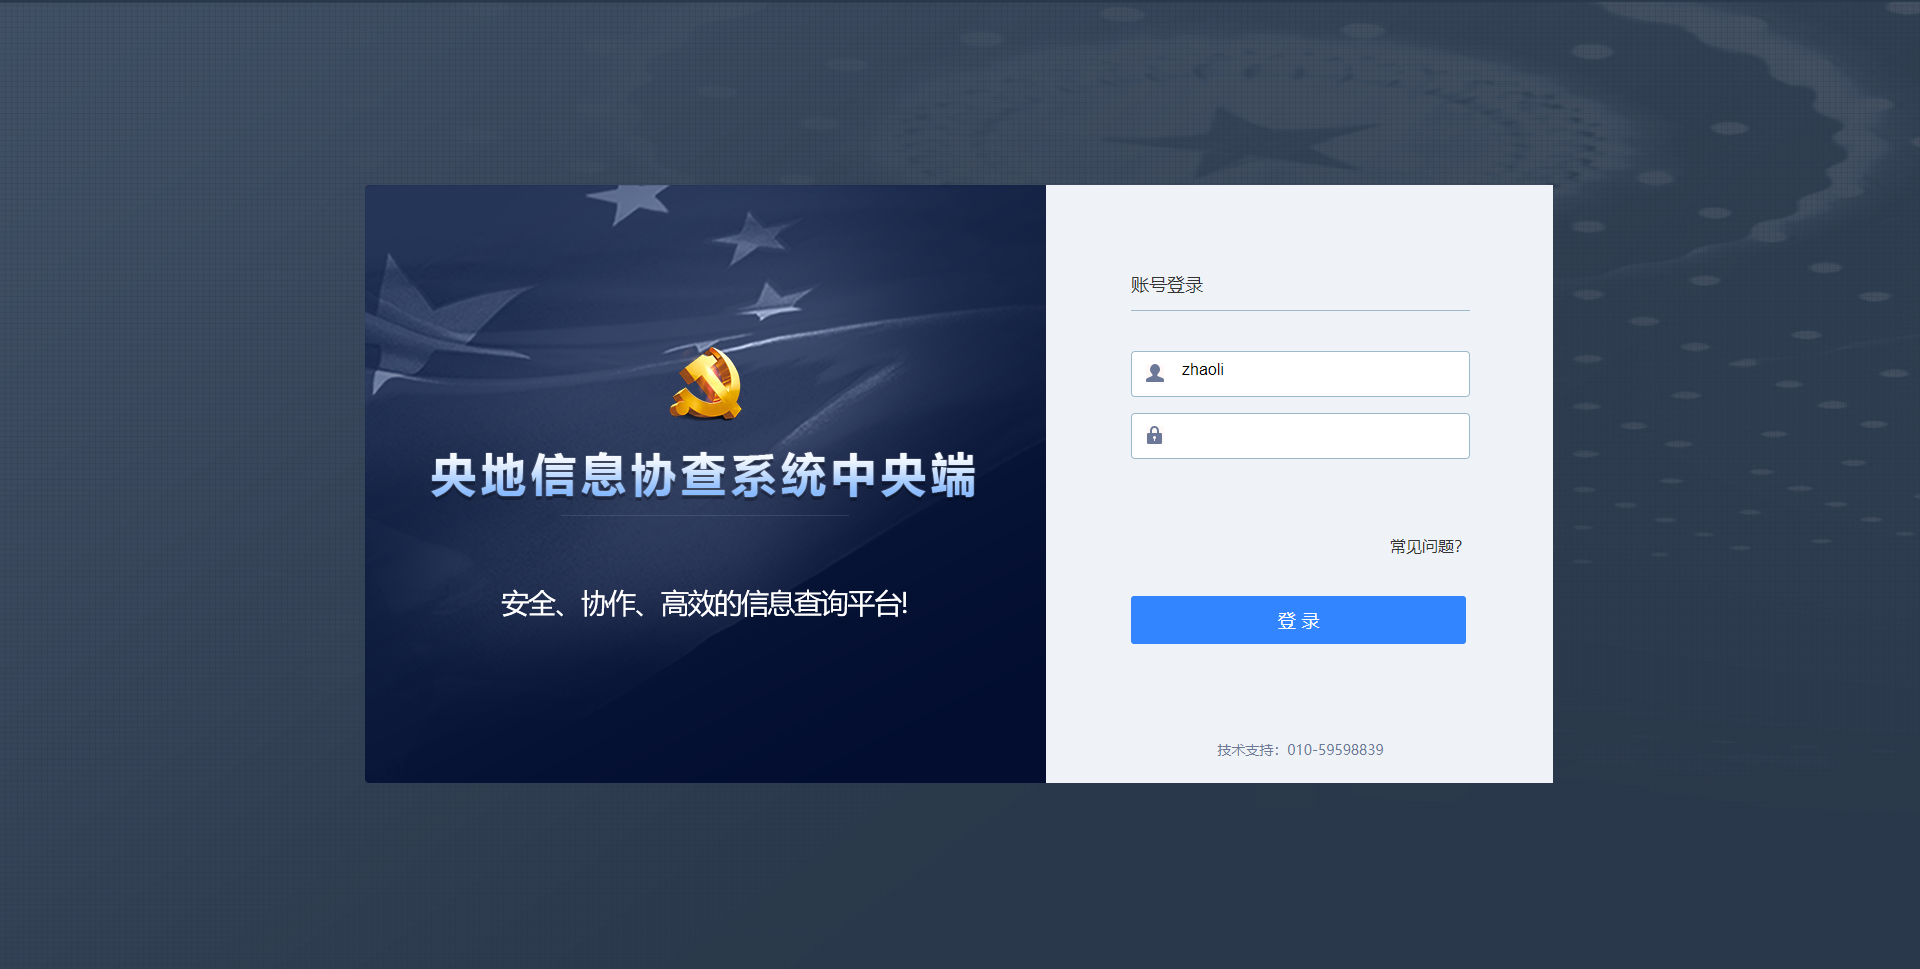 央地信息协查系统中央端
安全、协作、高效的信息查询平台!
账号登录
zhaoli
常见问题?
登 录
技术支持：010-59598839